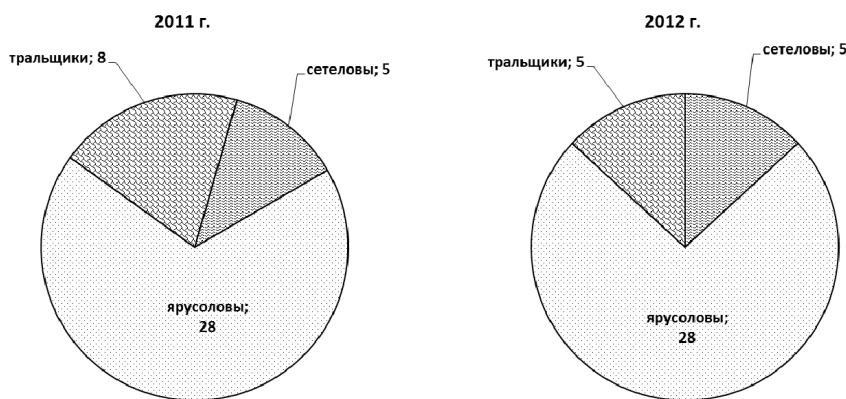 2011 г.
тральщики; 8
сетеловы; 5
ярусоловы;
28
2012 г.
тральщики; 5
сетеловы; 5
ярусоловы;
28